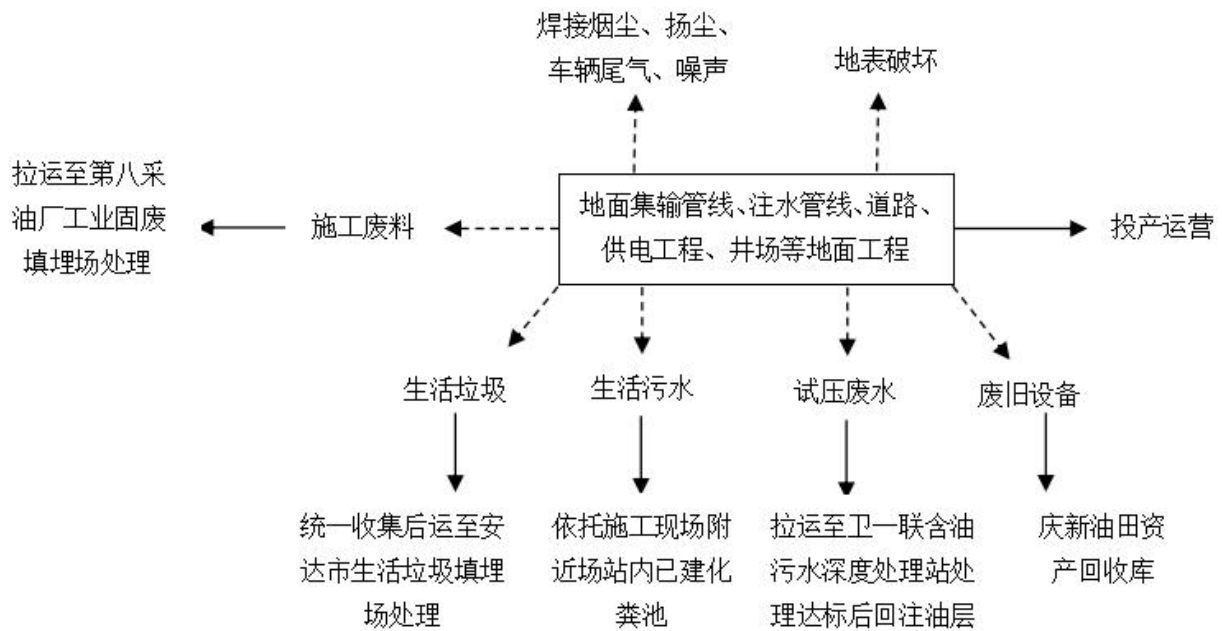 焊接烟尘、扬尘、
车辆尾气、噪声
地表破坏
拉运至第八采
油厂工业固废
填埋场处理
施工废料
地面集输管线、注水管线、道路、
供电工程、井场等地面工程
投产运营
生活垃圾
生活污水
试压废水
废旧设备
统一收集后运至安
达市生活垃圾填埋
场处理
依托施工现场附
近场站内已建化
粪池
拉运至卫一联含油
污水深度处理站处
理达标后回注油层
庆新油田资
产回收库